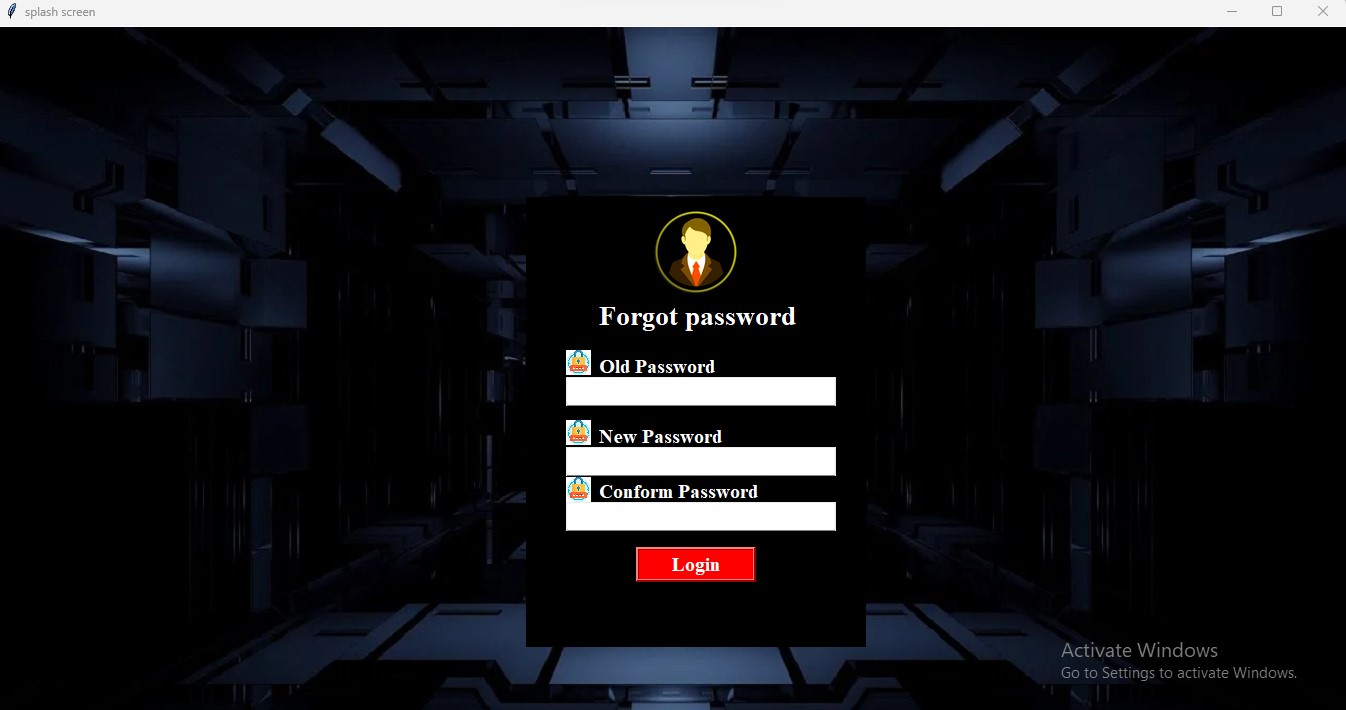 splash screen
Forgot password
Old Password
New Password
Conform Password
Login
Activate Windows
Go to Settings to activate Windows.